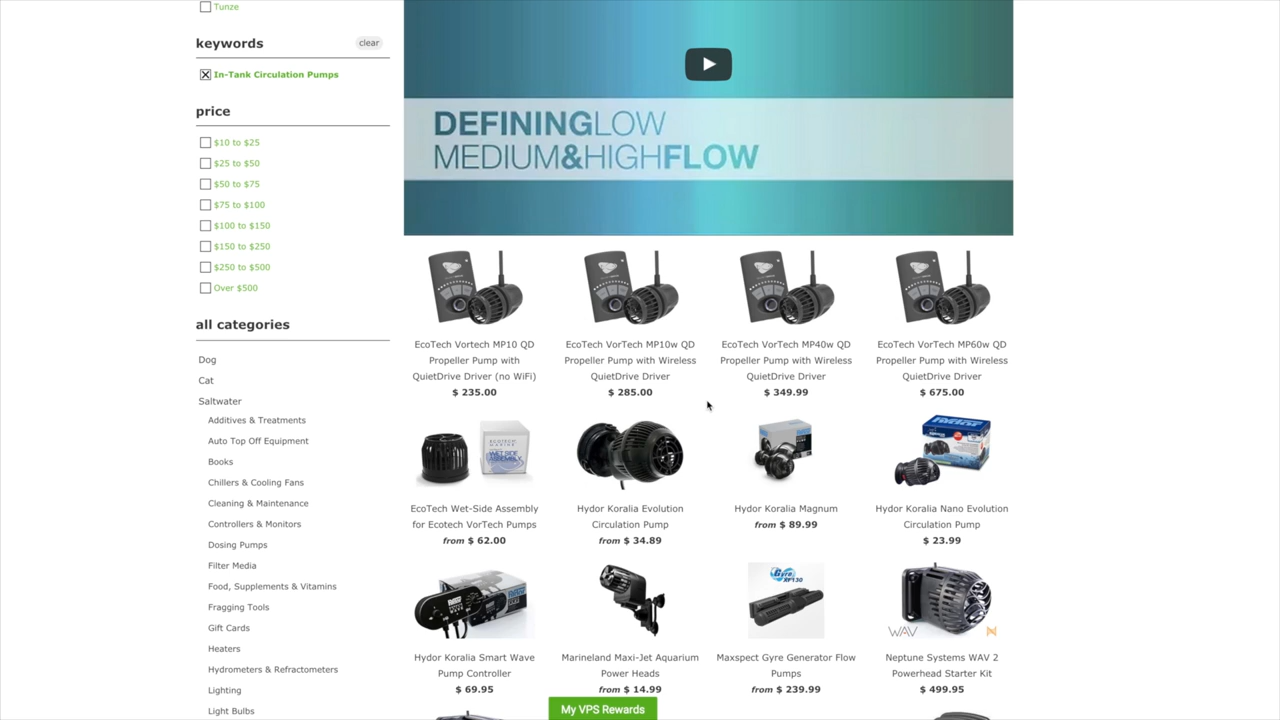 Tunze
keywords
clear
In-Tank Circulation Pumps
price
$10 to $25
$25 to $50
$50 to $75
$75 to $100
$100 to $150
$150 to $250
$250 to $500
Over $500
all categories
Dog
Cat
Saltwater
Additives & Treatments
Auto Top Off Equipment
Books
Chillers & Cooling Fans
Cleaning & Maintenance
Controllers & Monitors
Dosing Pumps
Filter Media
Food, Supplements & Vitamins
Fragging Tools
Gift Cards
Heaters
Hydrometers & Refractometers
Lighting
Light Bulbs
DEFININGLOW
MEDIUM&HIGHFLOW
EcoTech Vortech MP10 QD
Propeller Pump with
QuietDrive Driver (no WiFi)
$ 235.00
EcoTech VorTech MP10w QD
Propeller Pump with Wireless
QuietDrive Driver
$ 285.00
EcoTech VorTech MP40w QD
Propeller Pump with Wireless
QuietDrive Driver
$ 349.99
EcoTech VorTech MP60w QD
Propeller Pump with Wireless
QuietDrive Driver
$ 675.00
ECOTECH
MARINE
WET SIDE
ASSEMBLY
EcoTech Wet-Side Assembly
for Ecotech VorTech Pumps
from $ 62.00
Hydor Koralia Evolution
Circulation Pump
from $ 34.89
Hydor Koralia Magnum
from $ 89.99
Hydor Koralia Nano Evolution
Circulation Pump
$ 23.99
Hydor Koralia Smart Wave
Pump Controller
$ 69.95
Marineland Maxi-Jet Aquarium
Power Heads
from $ 14.99
Gyre
XF130
Maxspect Gyre Generator Flow
Pumps
from $ 239.99
WAV
Neptune Systems WAV 2
Powerhead Starter Kit
$ 499.95
My VPS Rewards